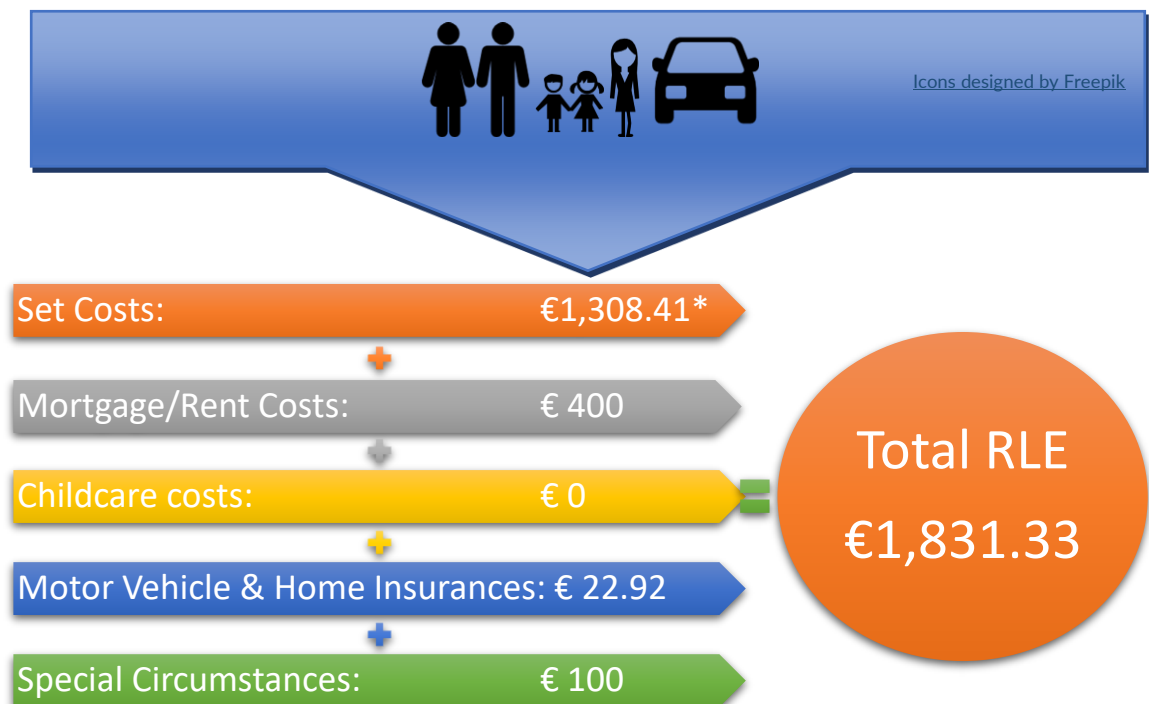 Icons designed by Freepik
Set Costs: €1,308.41*
Mortgage/Rent Costs: € 400
Childcare costs: € 0
Motor Vehicle & Home Insurances: € 22.92
Special Circumstances: € 100
Total RLE
€1,831.33